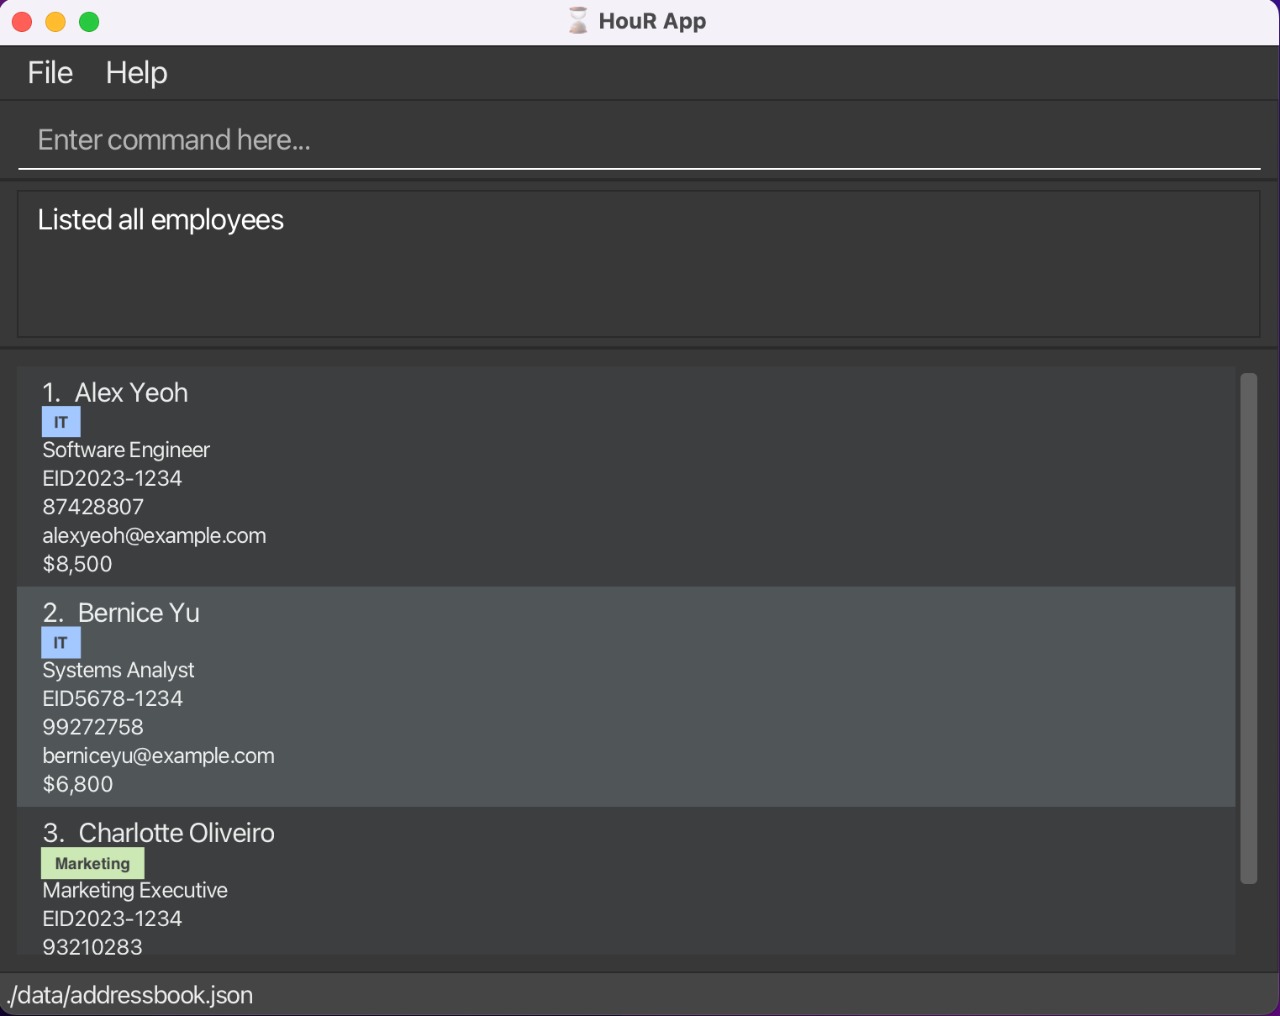 HouR App
File Help
Enter command here...
Listed all employees
1. Alex Yeoh
IT
Software Engineer
EID2023-1234
87428807
alexyeoh@example.com
$8,500
2. Bernice Yu
IT
Systems Analyst
EID5678-1234
99272758
berniceyu@example.com
$6,800
3. Charlotte Oliveiro
Marketing
Marketing Executive
EID2023-1234
93210283
./data/addressbook.json